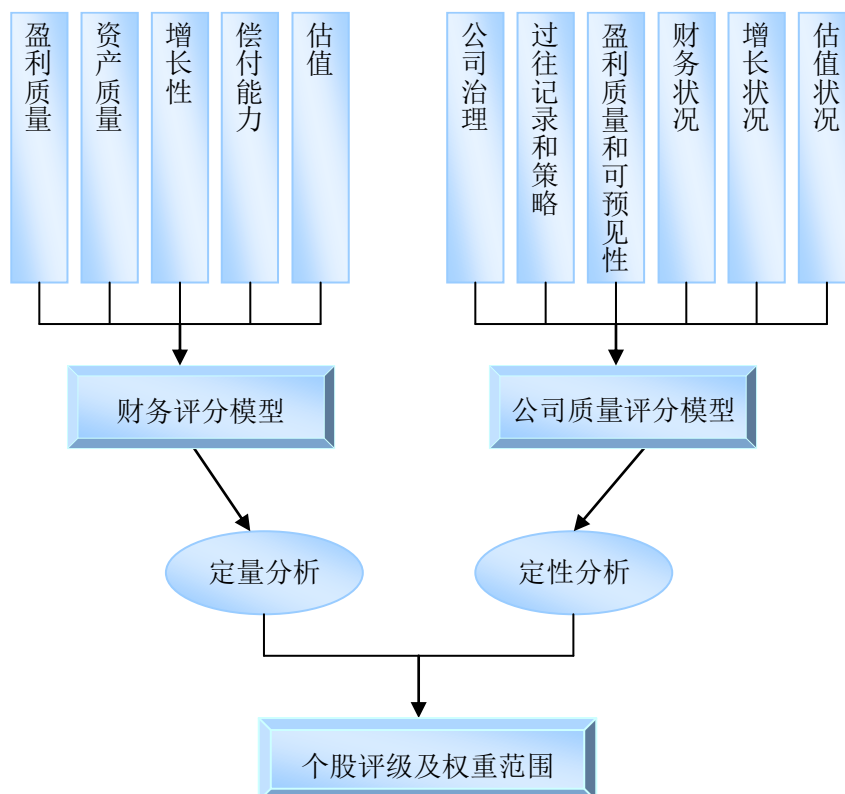 盈利质量
资产质量
增长性
偿付能力
估值
公司治理
过往记录和策略
盈利质量和可预见性
财务状况
增长状况
估值状况
财务评分模型
公司质量评分模型
定量分析
定性分析
个股评级及权重范围